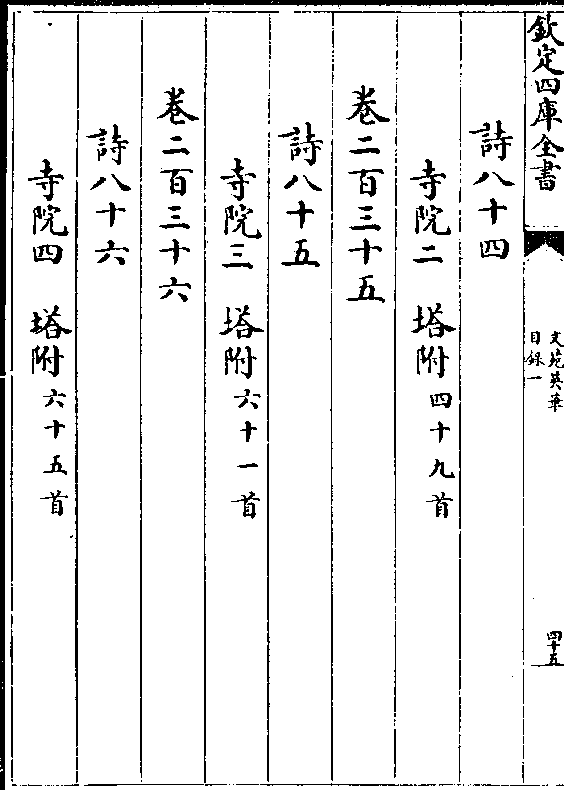 欽定四庫全書
文苑英華
目録一
四十五
詩八十四
寺院二　塔附四十九首
卷二百三十五
詩八十五
寺院三　塔附六十一首
卷二百三十六
詩八十六
寺院四　塔附六十五首